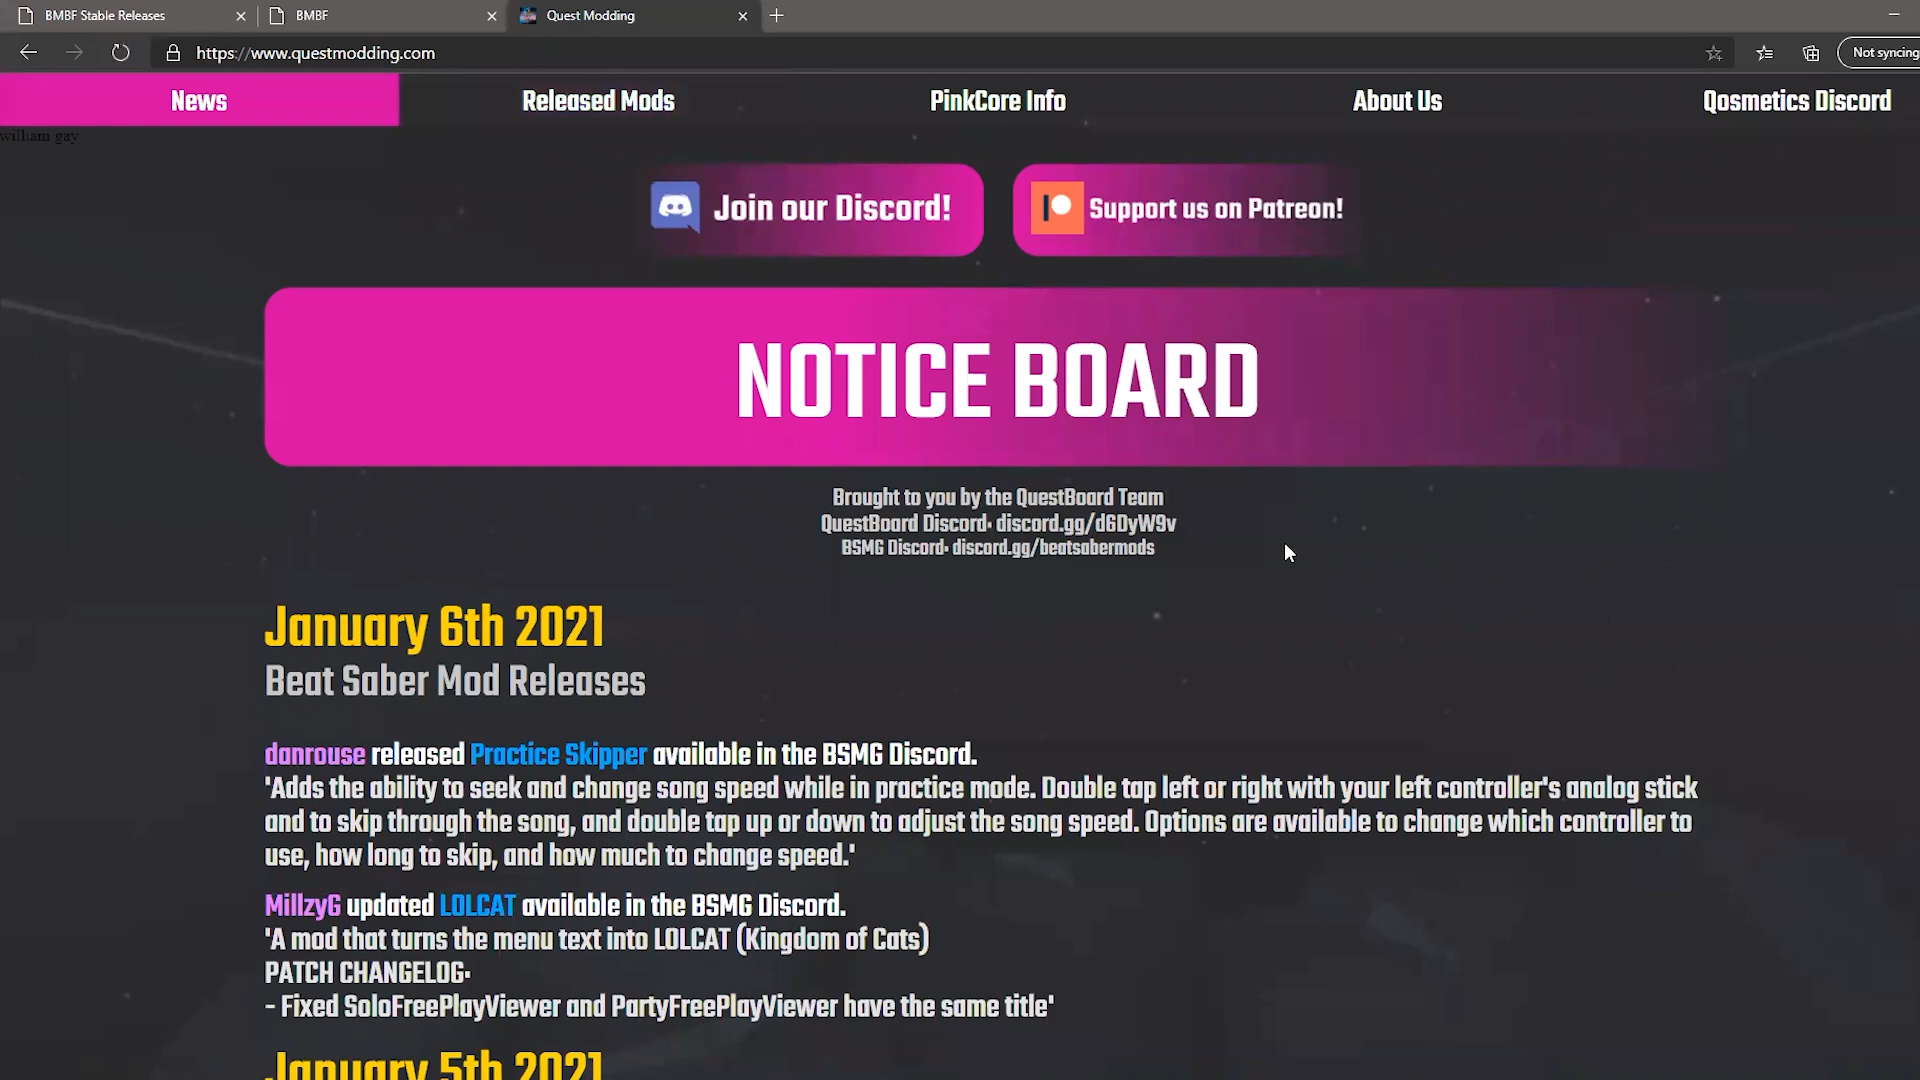 BMBF Stable Releases
BMBF
Quest Modding
https://www.questmodding.com
Not syncing
News
Released Mods
PinkCore Info
About Us
Qosmetics Discord
william gay
Join our Discord!
Support us on Patreon!
NOTICE BOARD
Brought to you by the QuestBoard Team
QuestBoard Discord: discord.gg/d6DyW9v
BSMG Discord: discord.gg/beatsabermods
January 6th 2021
Beat Saber Mod Releases
danrouse released Practice Skipper available in the BSMG Discord.
'Adds the ability to seek and change song speed while in practice mode. Double tap left or right with your left controller's analog stick
and to skip through the song, and double tap up or down to adjust the song speed. Options are available to change which controller to
use, how long to skip, and how much to change speed.'
MillzyG updated LOLCAT available in the BSMG Discord.
'A mod that turns the menu text into LOLCAT (Kingdom of Cats)
PATCH CHANGELOG:
- Fixed SoloFreePlayViewer and PartyFreePlayViewer have the same title'
January 5th 2021